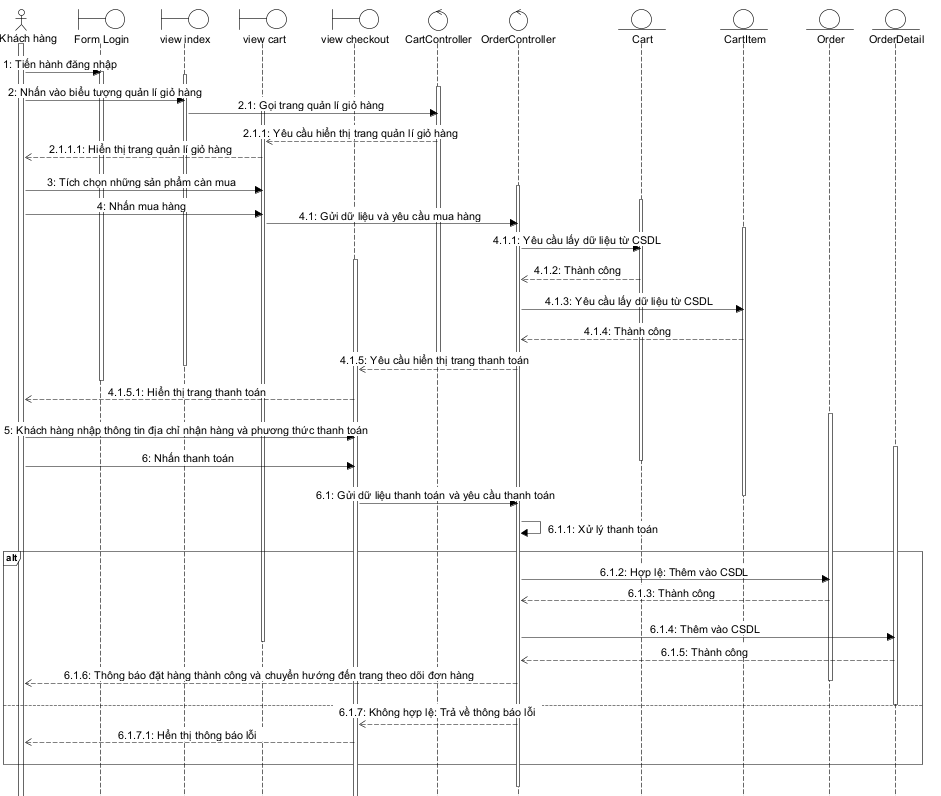 Khách hàng
Form Login
view index
view cart
view checkout
CartController
OrderController
Cart
CartItem
Order
OrderDetail
1: Tiến hành đăng nhập
2: Nhấn vào biểu tượng quản lí giỏ hàng
2.1: Gọi trang quản lí giỏ hàng
2.1.1: Yêu cầu hiển thị trang quản lí giỏ hàng
2.1.1.1: Hiển thị trang quản lí giỏ hàng
3: Tích chọn những sản phẩm càn mua
4: Nhấn mua hàng
4.1: Gửi dữ liệu và yêu cầu mua hàng
4.1.1: Yêu cầu lấy dữ liệu từ CSDL
4.1.2: Thành công
4.1.3: Yêu cầu lấy dữ liệu từ CSDL
4.1.4: Thành công
4.1.5: Yêu cầu hiển thị trang thanh toán
4.1.5.1: Hiển thị trang thanh toán
5: Khách hàng nhập thông tin địa chỉ nhận hàng và phương thức thanh toán
6: Nhấn thanh toán
6.1: Gửi dữ liệu thanh toán và yêu cầu thanh toán
6.1.1: Xử lý thanh toán
alt
6.1.2: Hợp lệ: Thêm vào CSDL
6.1.3: Thành công
6.1.4: Thêm vào CSDL
6.1.5: Thành công
6.1.6: Thông báo đặt hàng thành công và chuyển hướng đến trang theo dõi đơn hàng
6.1.7: Không hợp lệ: Trả về thông báo lỗi
6.1.7.1: Hển thị thông báo lỗi